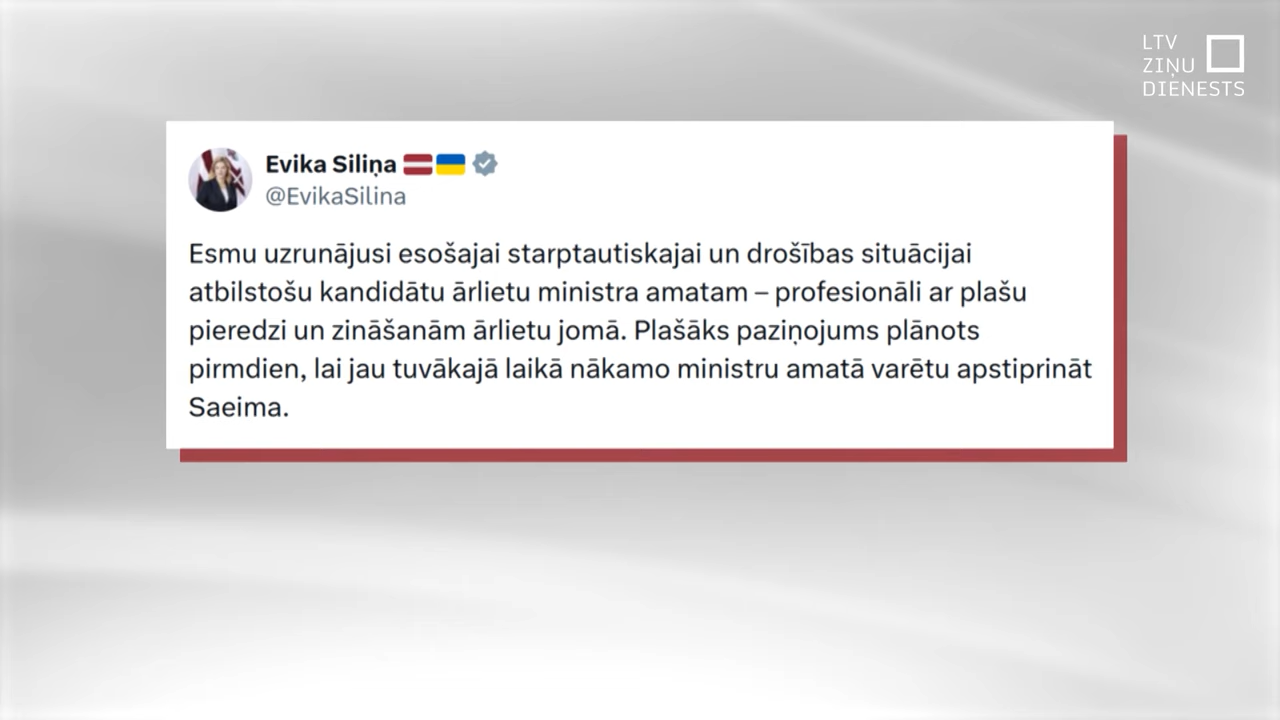 LTV
ZIŅU
DIENESTS
Evika Siliņa
@EvikaSilina
Esmu uzrunājusi esošajai starptautiskajai un drošības situācijai
atbilstošu kandidātu ārlietu ministra amatam – profesionāli ar plašu
pieredzi un zināšanām ārlietu jomā. Plašāks paziņojums plānots
pirmdien, lai jau tuvākajā laikā nākamo ministru amatā varētu apstiprināt
Saeima.